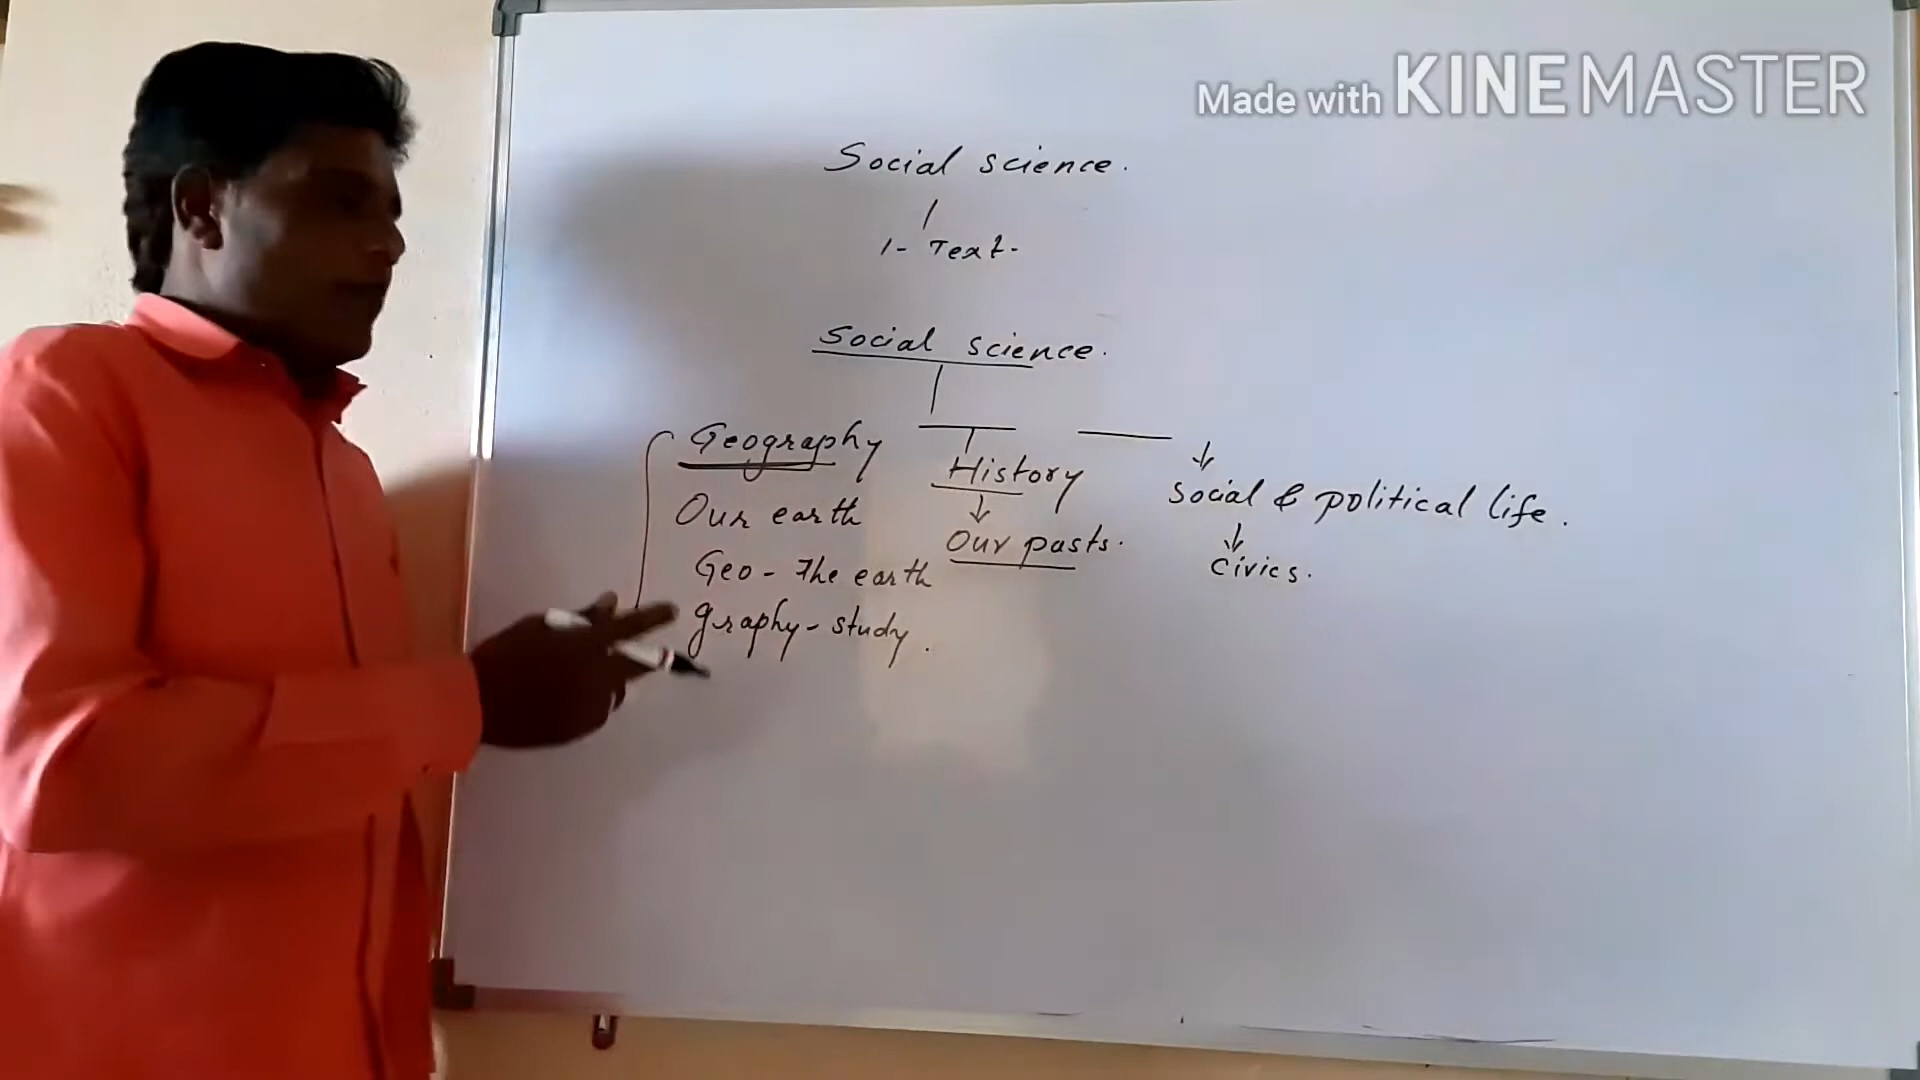 Made with KINEMASTER
Social science.
1- Text-
Social science.
Geography
Our earth
Geo - The earth
graphy - study.
History
Our pasts.
Social & political life.
Civics.